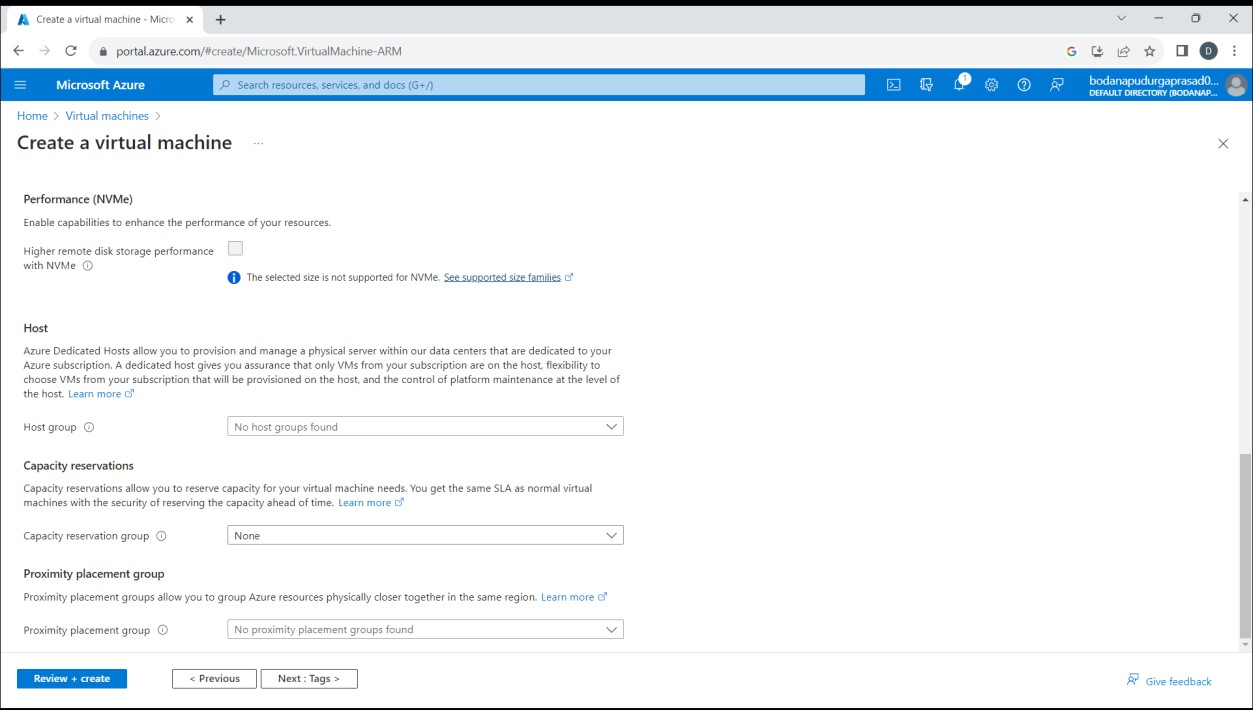 Create a virtual machine - Micro
portal.azure.com/#create/Microsoft.VirtualMachine-ARM
G
D
Microsoft Azure
Search resources, services, and docs (G+/)
1
bodanapudurgaprasad0...
DEFAULT DIRECTORY (BODANAP...
Home > Virtual machines >
Create a virtual machine ...
Performance (NVMe)
Enable capabilities to enhance the performance of your resources.
Higher remote disk storage performance
with NVMe
The selected size is not supported for NVMe. See supported size families
Host
Azure Dedicated Hosts allow you to provision and manage a physical server within our data centers that are dedicated to your
Azure subscription. A dedicated host gives you assurance that only VMs from your subscription are on the host, flexibility to
choose VMs from your subscription that will be provisioned on the host, and the control of platform maintenance at the level of
the host. Learn more
Host group
No host groups found
Capacity reservations
Capacity reservations allow you to reserve capacity for your virtual machine needs. You get the same SLA as normal virtual
machines with the security of reserving the capacity ahead of time. Learn more
Capacity reservation group
None
Proximity placement group
Proximity placement groups allow you to group Azure resources physically closer together in the same region. Learn more
Proximity placement group
No proximity placement groups found
Review + create
< Previous
Next : Tags >
Give feedback